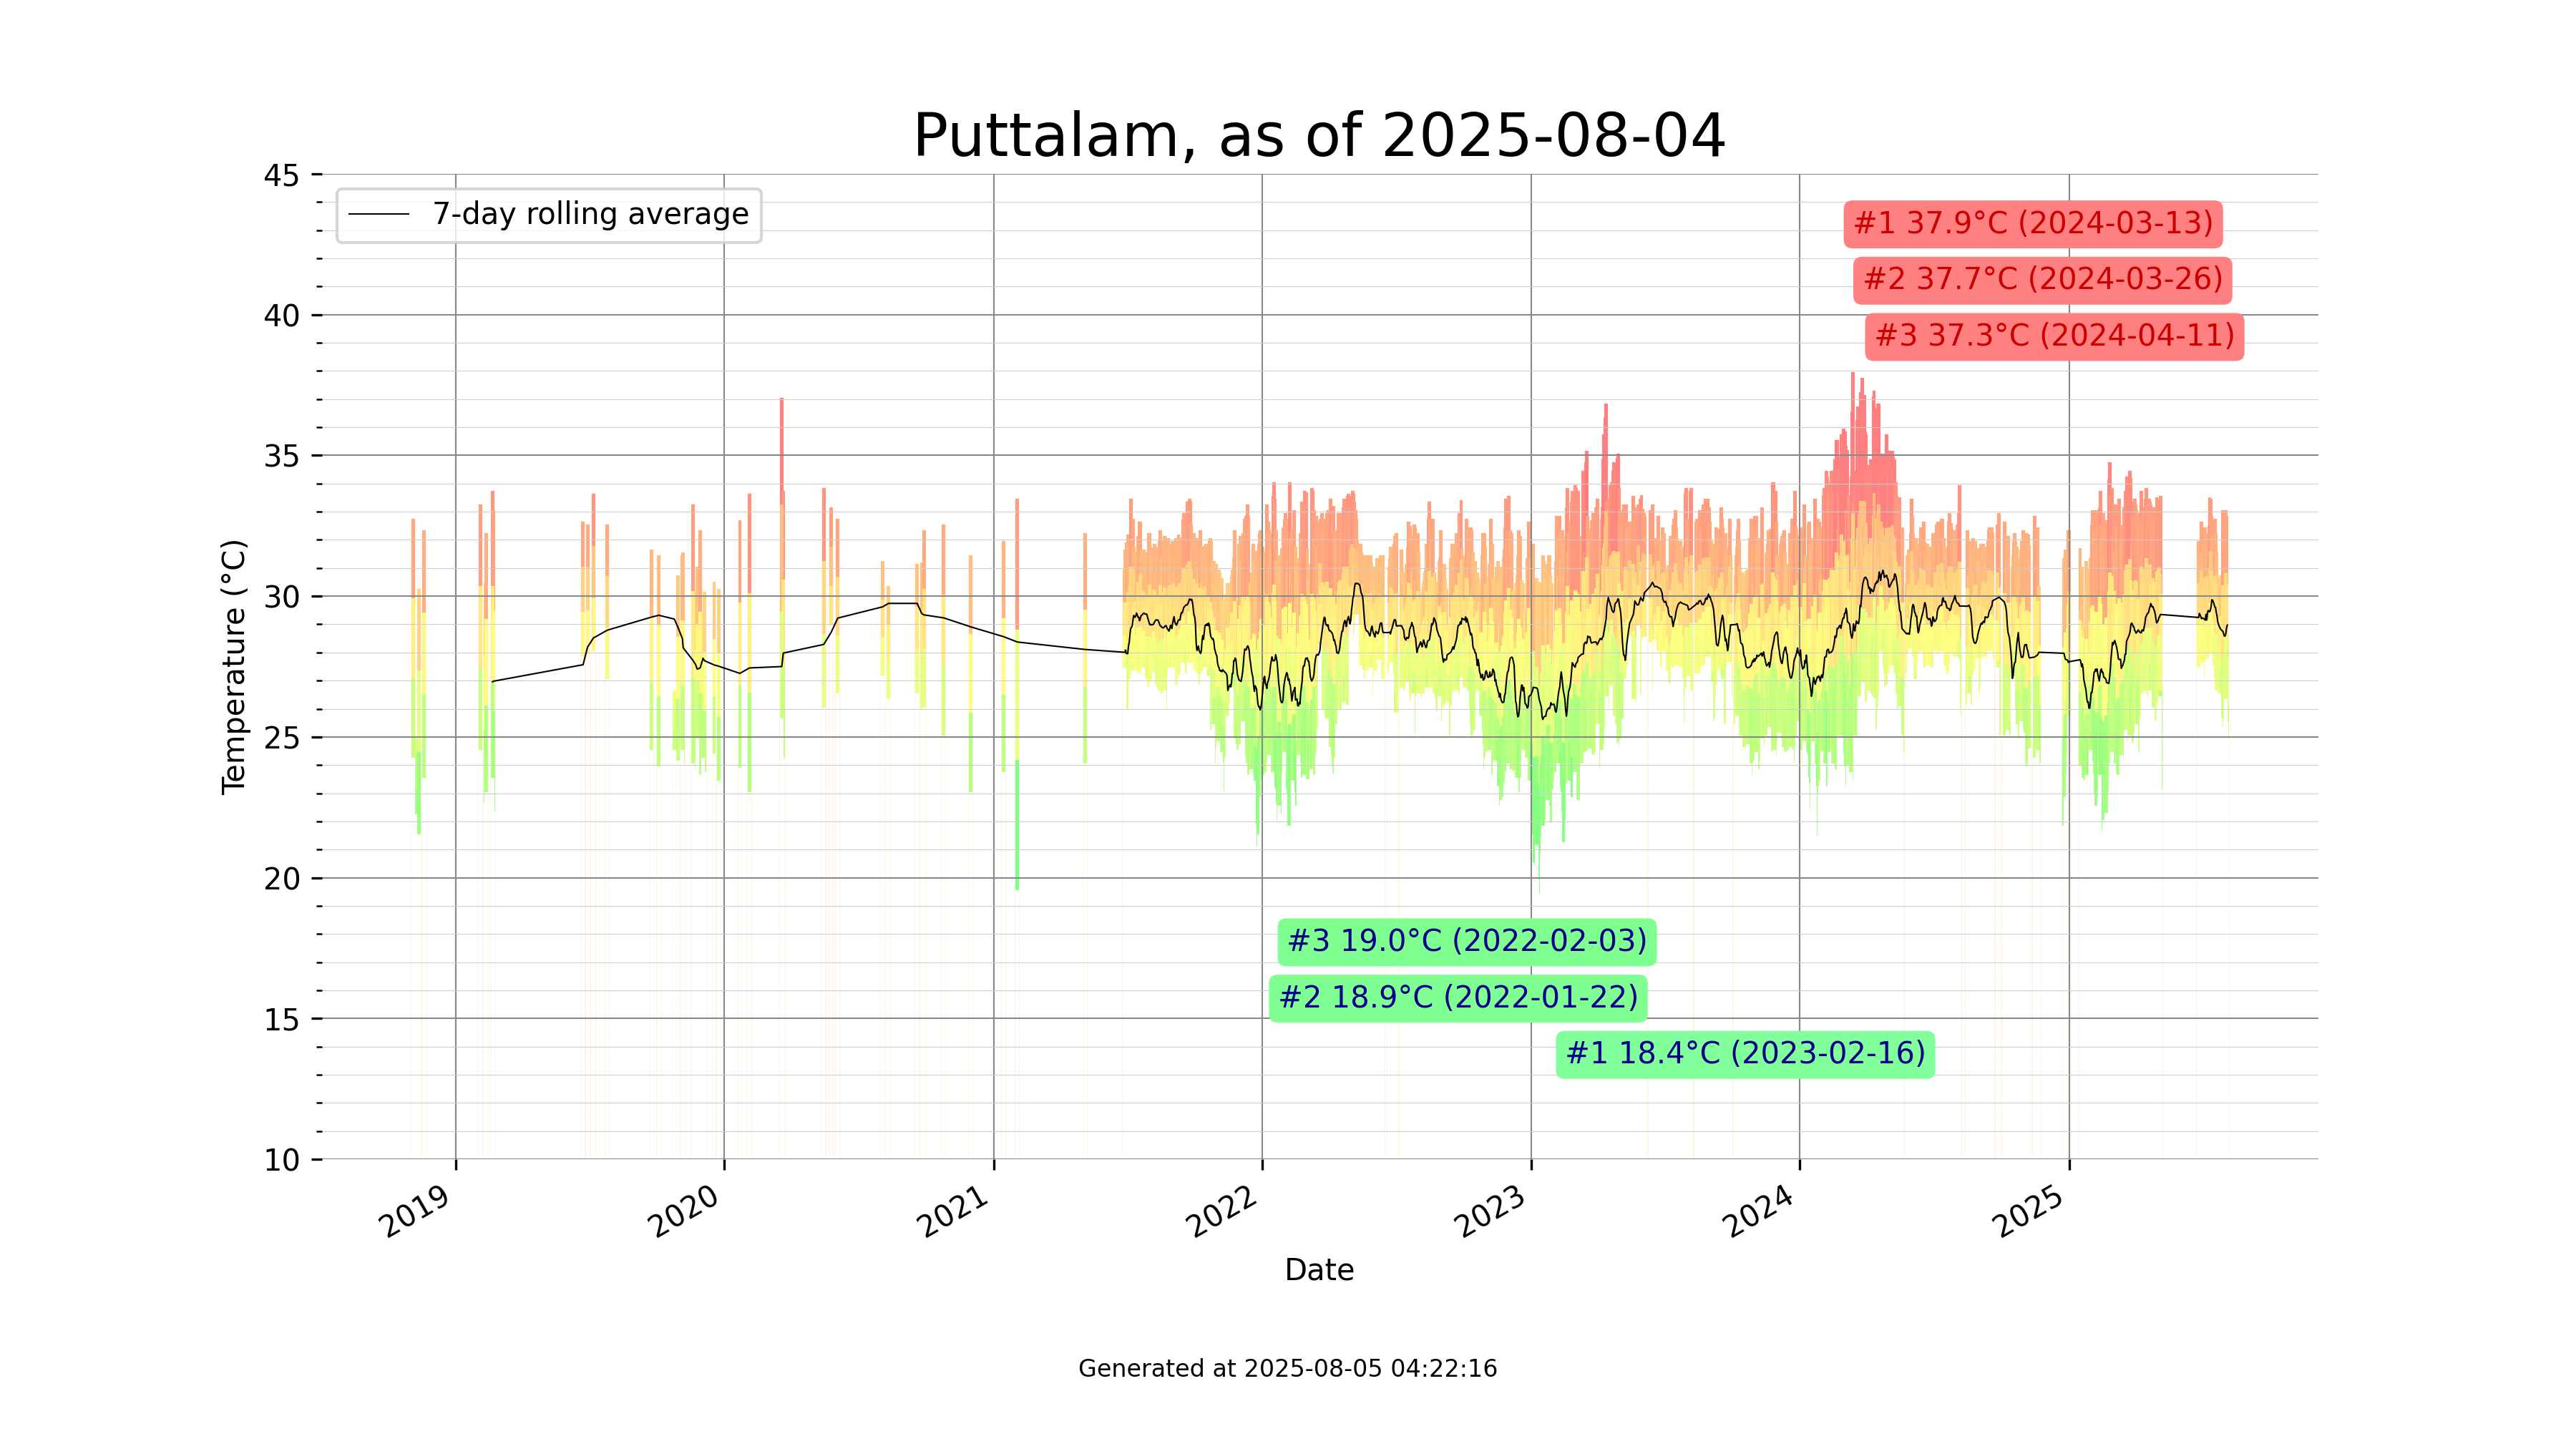 Puttalam, as of 2025-08-04
7-day rolling average
Temperature (°C)
45
40
35
30
25
20
15
10
#1 37.9°C (2024-03-13)
#2 37.7°C (2024-03-26)
#3 37.3°C (2024-04-11)
#3 19.0°C (2022-02-03)
#2 18.9°C (2022-01-22)
#1 18.4°C (2023-02-16)
2019
2020
2021
2022
2023
2024
2025
Date
Generated at 2025-08-05 04:22:16